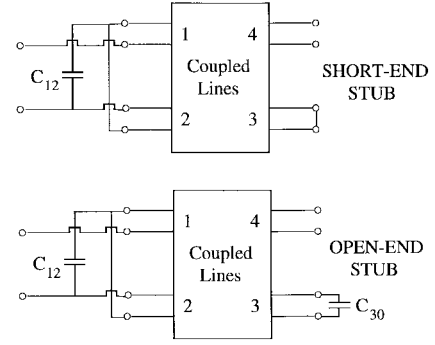 1 4
C12
Coupled
Lines
SHORT-END
STUB
2 3
1 4
C12
Coupled
Lines
OPEN-END
STUB
2 3
C30